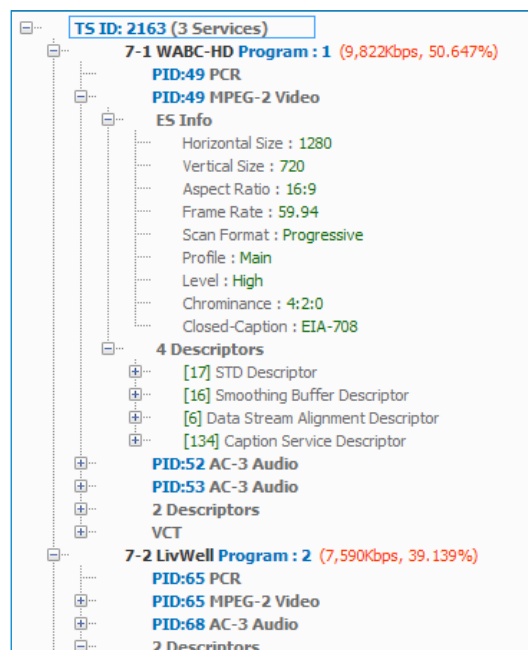 TS ID: 2163 (3 Services)
7-1 WABC-HD Program : 1 (9,822Kbps, 50.647%)
PID:49 PCR
PID:49 MPEG-2 Video
ES Info
Horizontal Size : 1280
Vertical Size : 720
Aspect Ratio : 16:9
Frame Rate : 59.94
Scan Format : Progressive
Profile : Main
Level : High
Chrominance : 4:2:0
Closed-Caption : EIA-708
4 Descriptors
[17] STD Descriptor
[16] Smoothing Buffer Descriptor
[6] Data Stream Alignment Descriptor
[134] Caption Service Descriptor
PID:52 AC-3 Audio
PID:53 AC-3 Audio
2 Descriptors
VCT
7-2 LivWell Program : 2 (7,590Kbps, 39.139%)
PID:65 PCR
PID:65 MPEG-2 Video
PID:68 AC-3 Audio
2 Descriptors